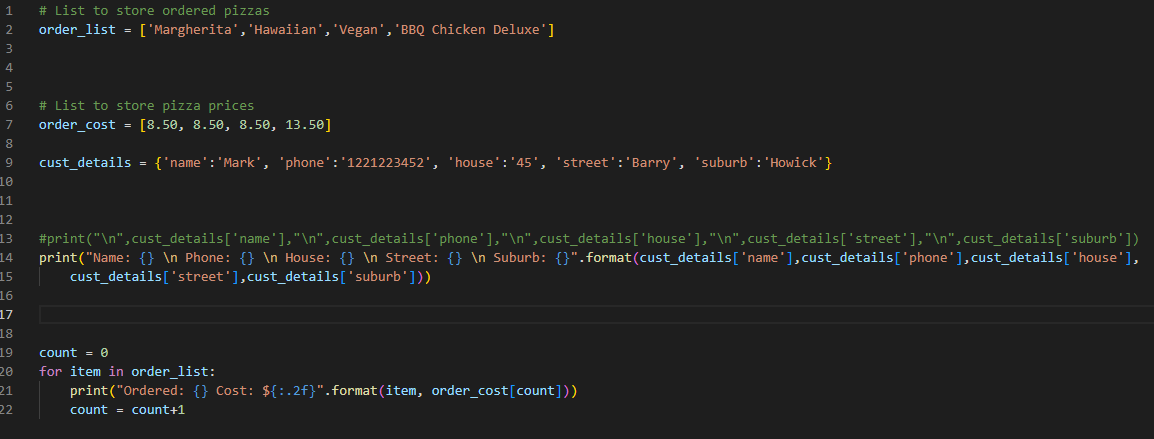 1 # List to store ordered pizzas
2 order_list = ['Margherita','Hawaiian','Vegan','BBQ Chicken Deluxe']
3
4
5
6 # List to store pizza prices
7 order_cost = [8.50, 8.50, 8.50, 13.50]
8
9 cust_details = {'name':'Mark', 'phone':'1221223452', 'house':'45', 'street':'Barry', 'suburb':'Howick'}
10
11
12
13 #print("\n",cust_details['name'],"\n",cust_details['phone'],"\n",cust_details['house'],"\n",cust_details['street'],"\n",cust_details['suburb'])
14 print("Name: {} \n Phone: {} \n House: {} \n Street: {} \n Suburb: {}".format(cust_details['name'],cust_details['phone'],cust_details['house'],
15     cust_details['street'],cust_details['suburb']))
16
17
18
19 count = 0
20 for item in order_list:
21     print("Ordered: {} Cost: ${:.2f}".format(item, order_cost[count]))
22     count = count+1